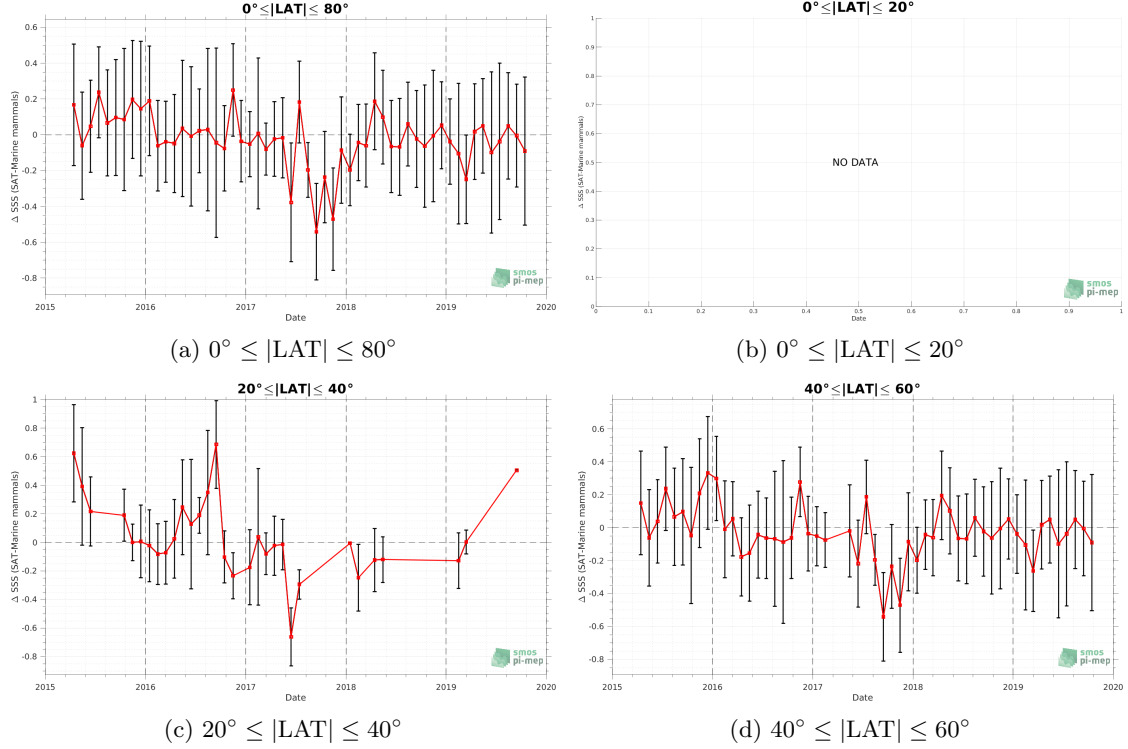 0°≤|LAT|≤ 80°
Δ SSS (SAT-Marine mammals)
0.6
0.4
0.2
0
-0.2
-0.4
-0.6
-0.8
2015 2016 2017 2018 2019 2020
Date
smos
pi-mep
(a) 0° ≤ |LAT| ≤ 80°
0°≤|LAT|≤ 20°
Δ SSS (SAT-Marine mammals)
1
0.9
0.8
0.7
0.6
0.5
0.4
0.3
0.2
0.1
0
NO DATA
0 0.1 0.2 0.3 0.4 0.5 0.6 0.7 0.8 0.9 1
Date
smos
pi-mep
(b) 0° ≤ |LAT| ≤ 20°
20°≤|LAT|≤ 40°
Δ SSS (SAT-Marine mammals)
1
0.8
0.6
0.4
0.2
0
-0.2
-0.4
-0.6
-0.8
2015 2016 2017 2018 2019 2020
Date
smos
pi-mep
(c) 20° ≤ |LAT| ≤ 40°
40°≤|LAT|≤ 60°
Δ SSS (SAT-Marine mammals)
0.6
0.4
0.2
0
-0.2
-0.4
-0.6
-0.8
2015 2016 2017 2018 2019 2020
Date
smos
pi-mep
(d) 40° ≤ |LAT| ≤ 60°